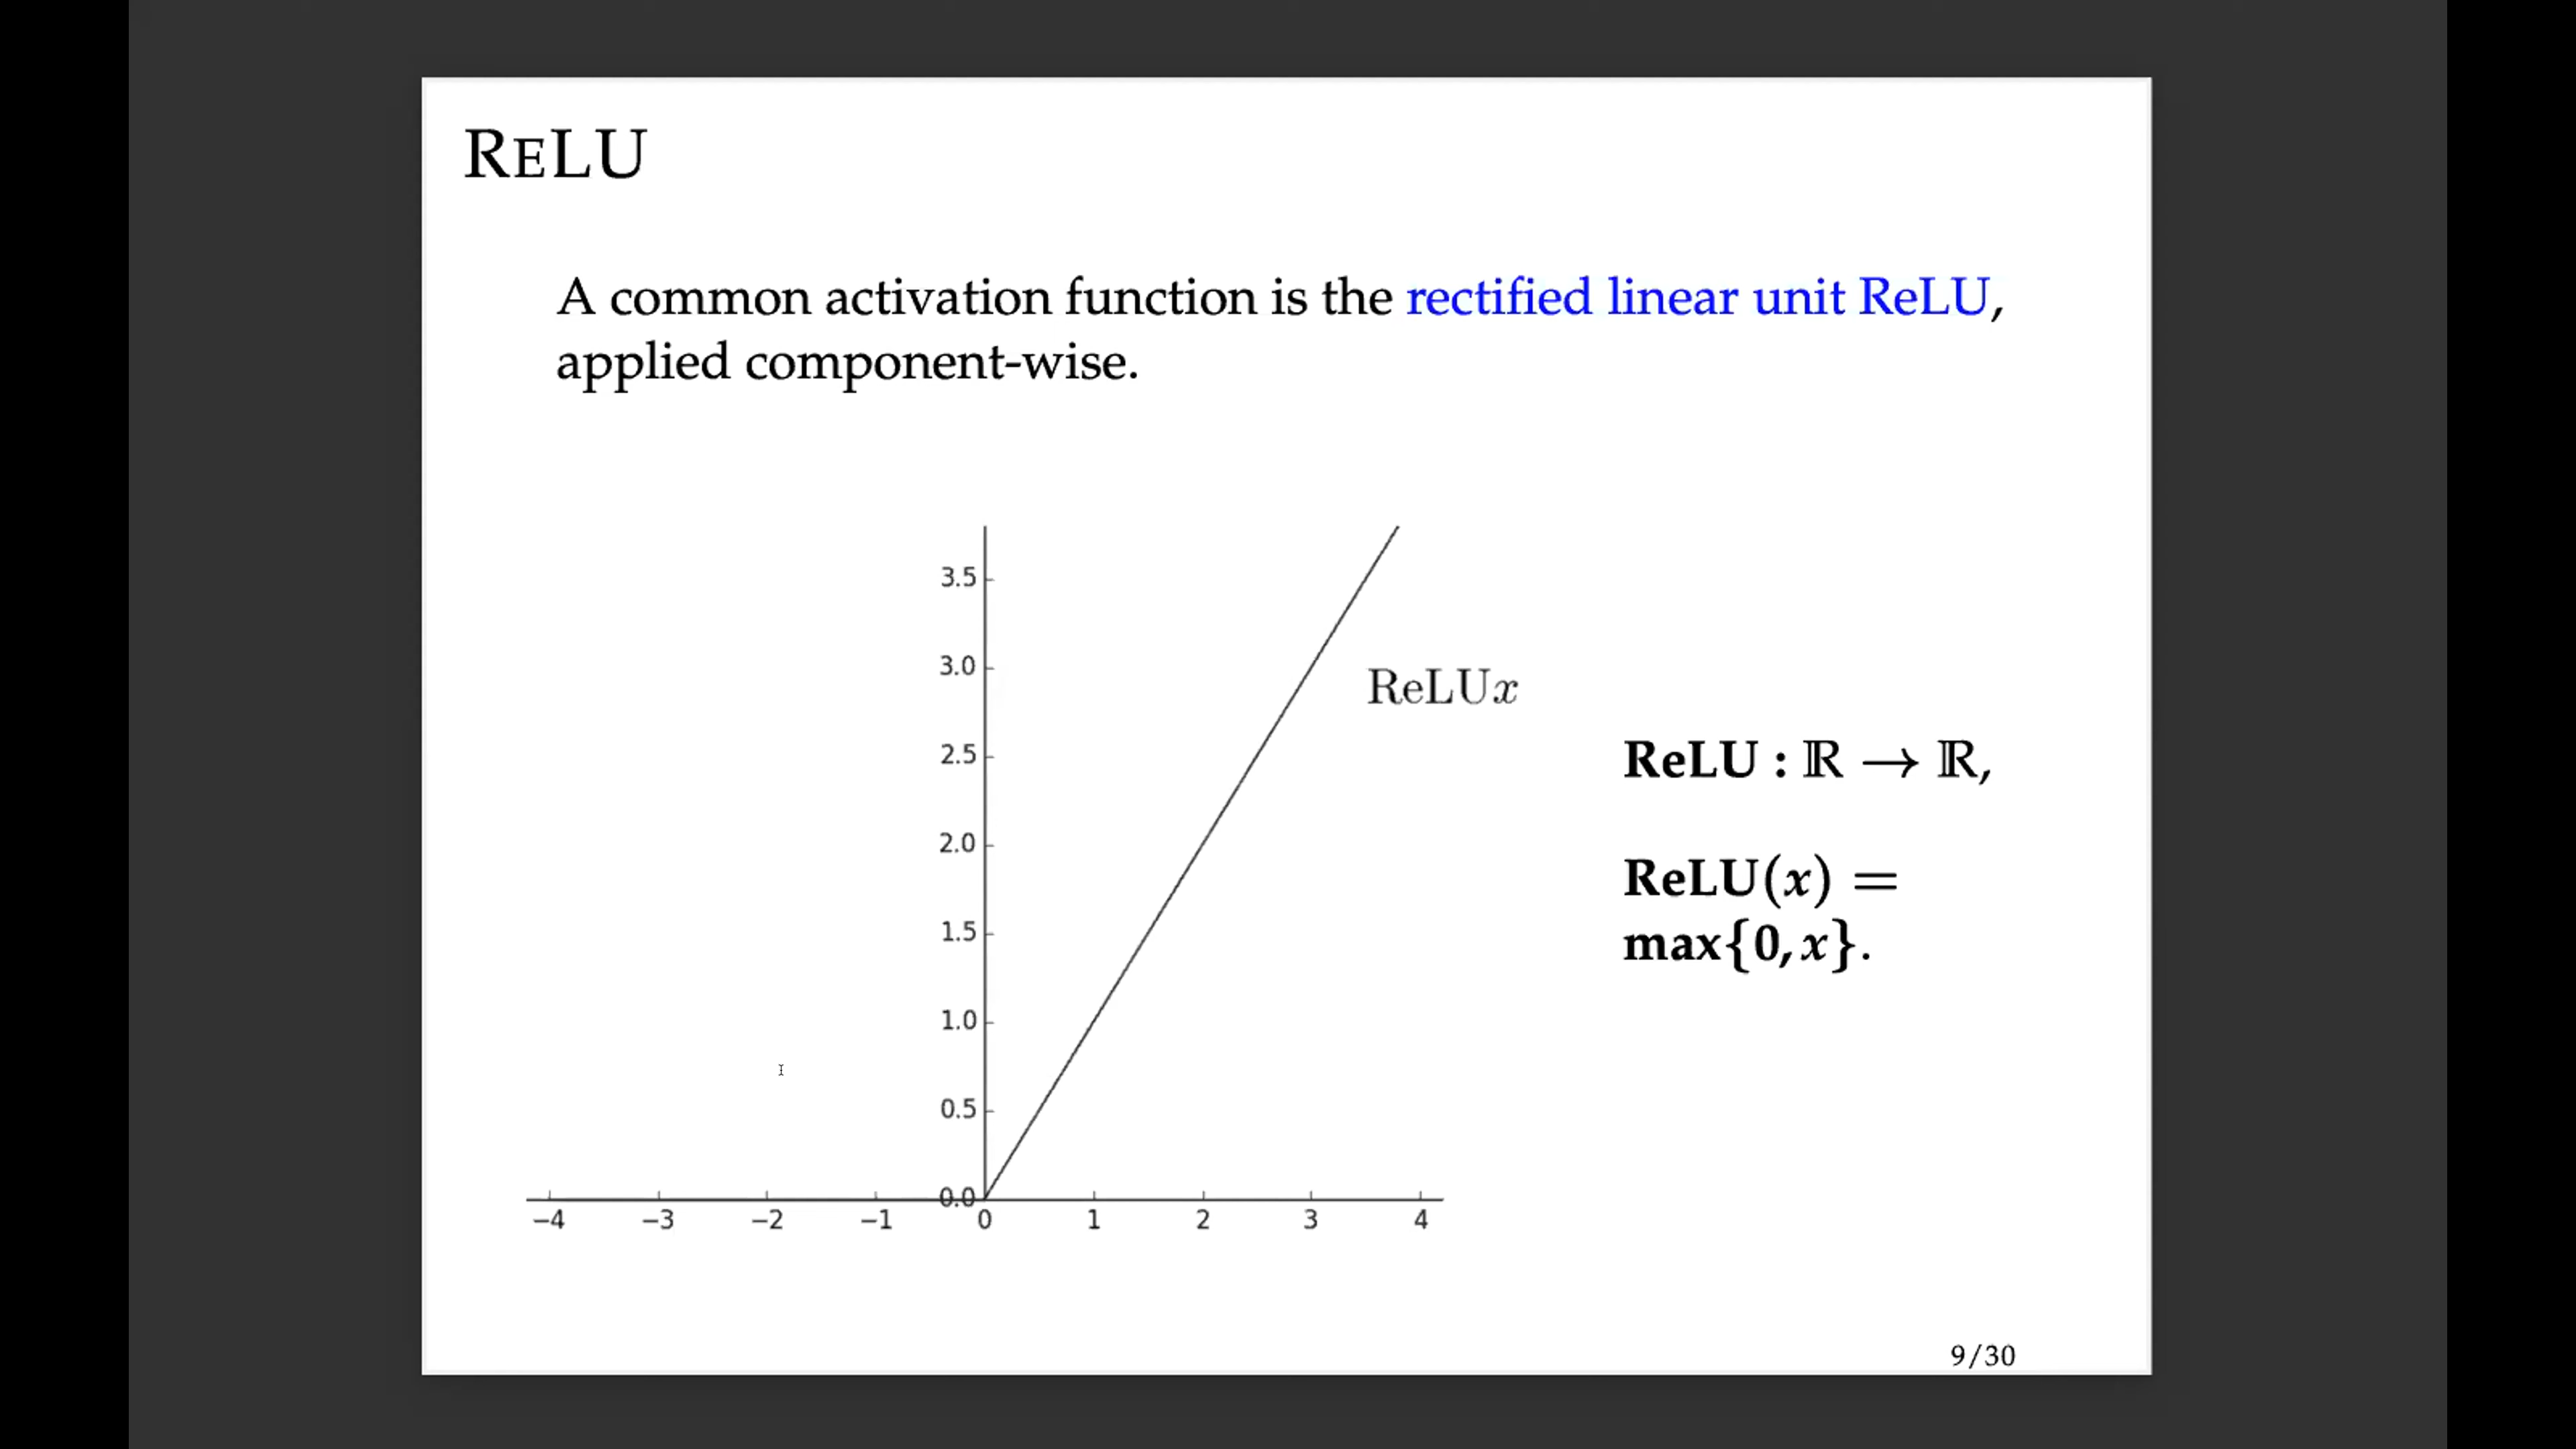 RELU
A common activation function is the rectified linear unit ReLU,
applied component-wise.
3.5
3.0
2.5
2.0
1.5
1.0
0.5
0.0
−4 −3 −2 −1 0 1 2 3 4
ReLUx
ReLU : ℝ → ℝ,
ReLU(x) =
max{0, x}.
9/30